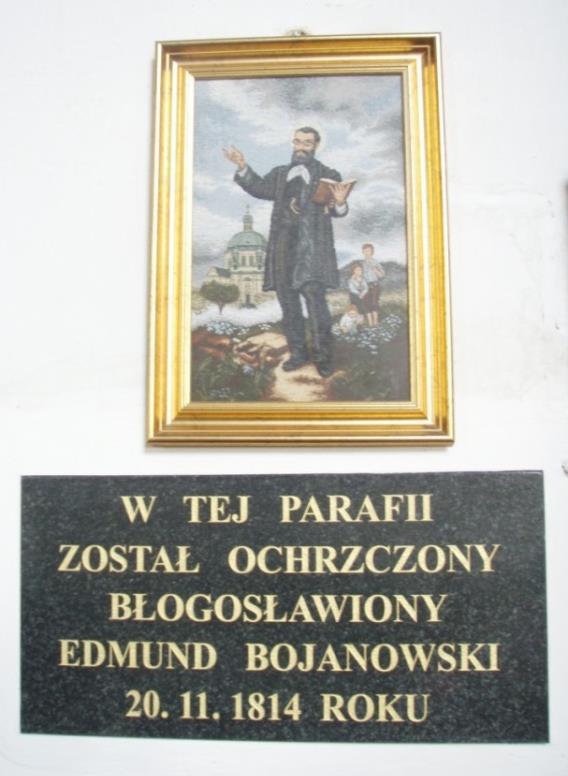 W TEJ PARAFII
ZOSTAŁ OCHRZCZONY
BŁOGOSŁAWIONY
EDMUND BOJANOWSKI
20. 11. 1814 ROKU